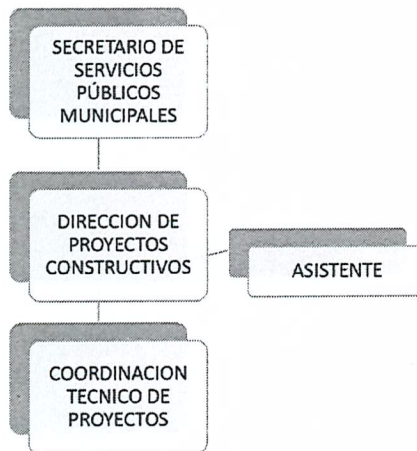 SECRETARIO DE
SERVICIOS
PÚBLICOS
MUNICIPALES
DIRECCION DE
PROYECTOS
CONSTRUCTIVOS
ASISTENTE
COORDINACION
TECNICO DE
PROYECTOS